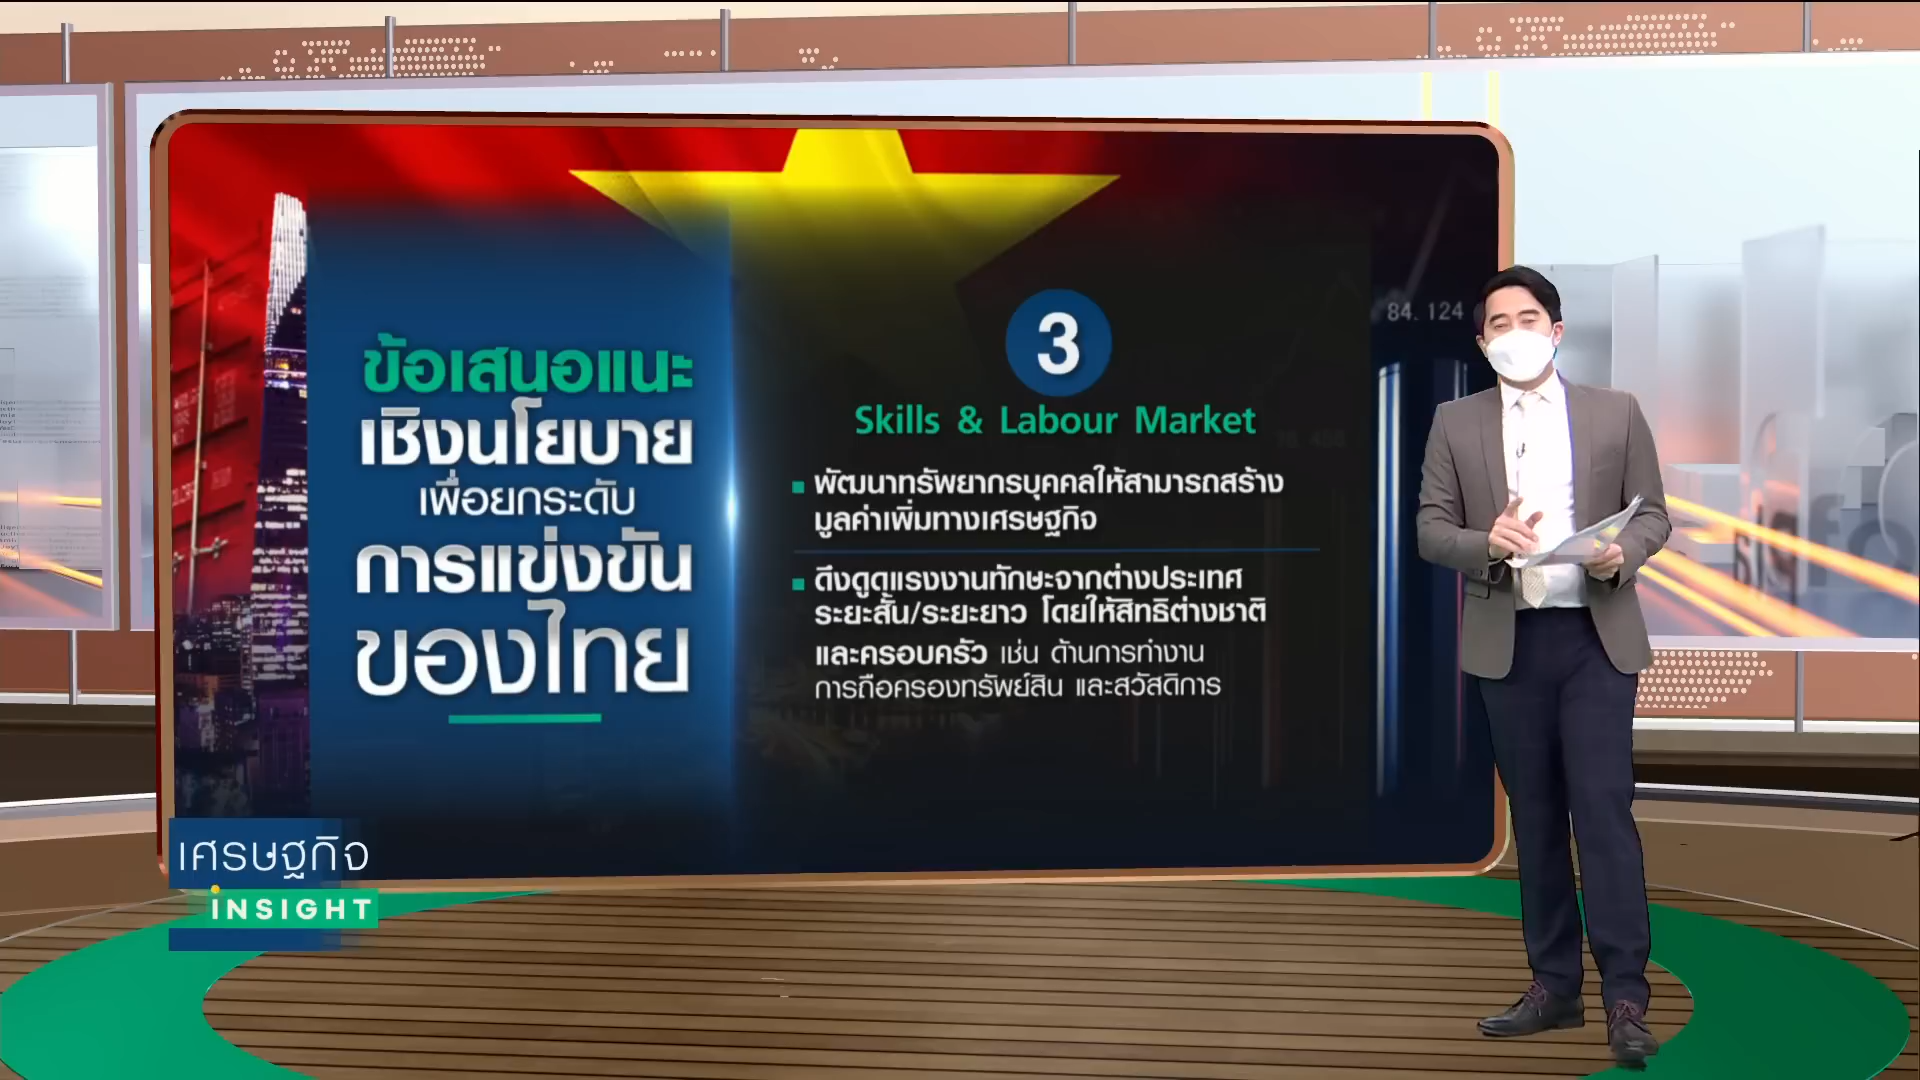 ข้อเสนอแนะ
เชิงนโยบาย
เพื่อยกระดับ
การแข่งขัน
ของไทย
3
Skills & Labour Market
พัฒนาทรัพยากรบุคคลให้สามารถสร้าง
มูลค่าเพิ่มทางเศรษฐกิจ
ดึงดูดแรงงานทักษะจากต่างประเทศ
ระยะสั้น/ระยะยาว โดยให้สิทธิต่างชาติ
และครอบครัว เช่น ด้านการทำงาน
การถือครองทรัพย์สิน และสวัสดิการ
84.124
เศรษฐกิจ
INSIGHT